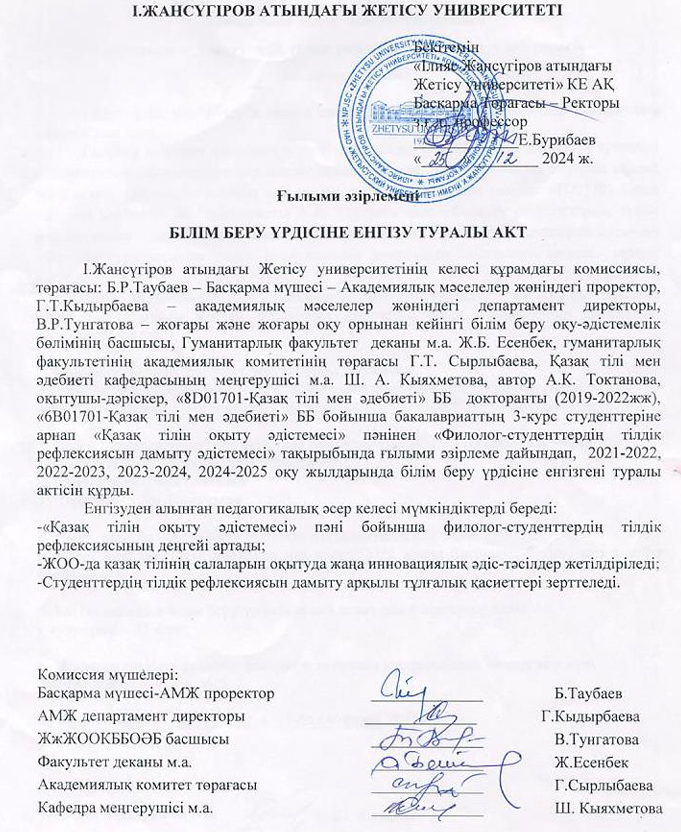 І.ЖАНСҮГІРОВ АТЫНДАҒЫ ЖЕТІСУ УНИВЕРСИТЕТІ
Бекітемін
«Ілияс Жансүгіров атындағы
Жетісу университеті» КЕ АҚ
Басқарма Төрағасы – Ректоры
профессор
Е.Бурибаев
« 25 » 12 2024 ж.
ZHETYSU UNIVERSITY
Ғылыми әзірлемені
БІЛІМ БЕРУ ҮРДІСІНЕ ЕНГІЗУ ТУРАЛЫ АКТ
І.Жансүгіров атындағы Жетісу университетінің келесі құрамдағы комиссиясы,
төрағасы: Б.Р.Таубаев – Басқарма мүшесі – Академиялық мәселелер жөніндегі проректор,
Г.Т.Кыдырбаева – академиялық мәселелер жөніндегі департамент директоры,
В.Р.Тунгатова – жоғары және жоғары оқу орнынан кейінгі білім беру оқу-әдістемелік
бөлімінің басшысы, Гуманитарлық факультет деканы м.а. Ж.Б. Есенбек, гуманитарлық
факультетінің академиялық комитетінің төрағасы Г.Т. Сырлыбаева, Қазақ тілі мен
әдебиеті кафедрасының меңгерушісі м.а. Ш. А. Кыяхметова, автор А.К. Токтанова,
оқытушы-дәріскер, «8D01701-Қазақ тілі мен әдебиеті» ББ докторанты (2019-2022жж),
«6B01701-Қазақ тілі мен әдебиеті» ББ бойынша бакалавриаттың 3-курс студенттеріне
арнап «Қазақ тілін оқыту әдістемесі» пәнінен «Филолог-студенттердің тілдік
рефлексиясын дамыту әдістемесі» тақырыбында ғылыми әзірлеме дайындап, 2021-2022,
2022-2023, 2023-2024, 2024-2025 оқу жылдарында білім беру үрдісіне енгізгені туралы
актісін құрды.
Енгізуден алынған педагогикалық әсер келесі мүмкіндіктерді береді:
-«Қазақ тілін оқыту әдістемесі» пәні бойынша филолог-студенттердің тілдік
рефлексиясының деңгейі артады;
-ЖОО-да қазақ тілінің салаларын оқытуда жаңа инновациялық әдіс-тәсілдер жетілдіріледі;
-Студенттердің тілдік рефлексиясын дамыту арқылы тұлғалық қасиеттері зерттеледі.
Комиссия мүшелері:
Басқарма мүшесі-АМЖ проректор Б.Таубаев
АМЖ департамент директоры Г.Кыдырбаева
ЖжЖООКББОӘБ басшысы В.Тунгатова
Факультет деканы м.а. Ж.Есенбек
Академиялық комитет төрағасы Г.Сырлыбаева
Кафедра меңгерушісі м.а. Ш. Кыяхметова